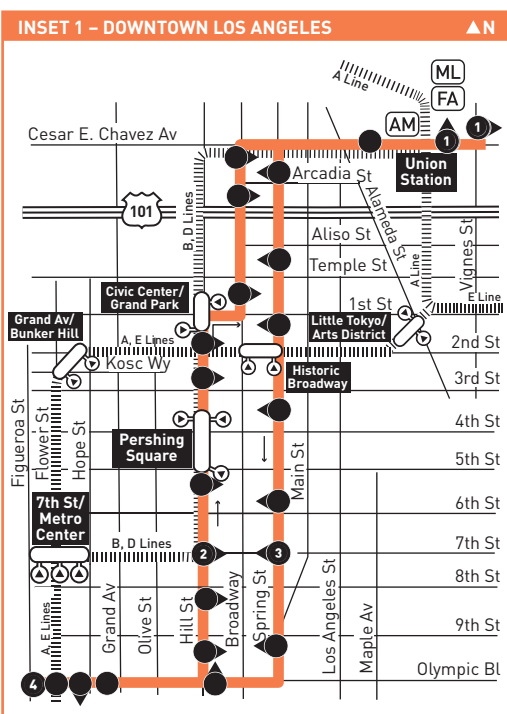 INSET 1 – DOWNTOWN LOS ANGELES
▲N
ML
A Line
FA
AM
1
1
Cesar E. Chavez Av
Union
Station
Arcadia St
Alameda St
101
B, D Lines
Aliso St
A Line
Vignes St
Temple St
Civic Center/
Grand Park
1st St
E Line
Grand Av/
Bunker Hill
Little Tokyo/
Arts District
A, E Lines
2nd St
Kosc Wy
Historic
Broadway
3rd St
Figueroa St
Flower St
Hope St
4th St
Pershing
Square
5th St
Main St
6th St
7th St/
Metro
Center
B, D Lines
2
3
7th St
8th St
A, E Lines
Grand Av
Olive St
Hill St
Broadway
Spring St
Los Angeles St
Maple Av
9th St
Olympic Bl
4